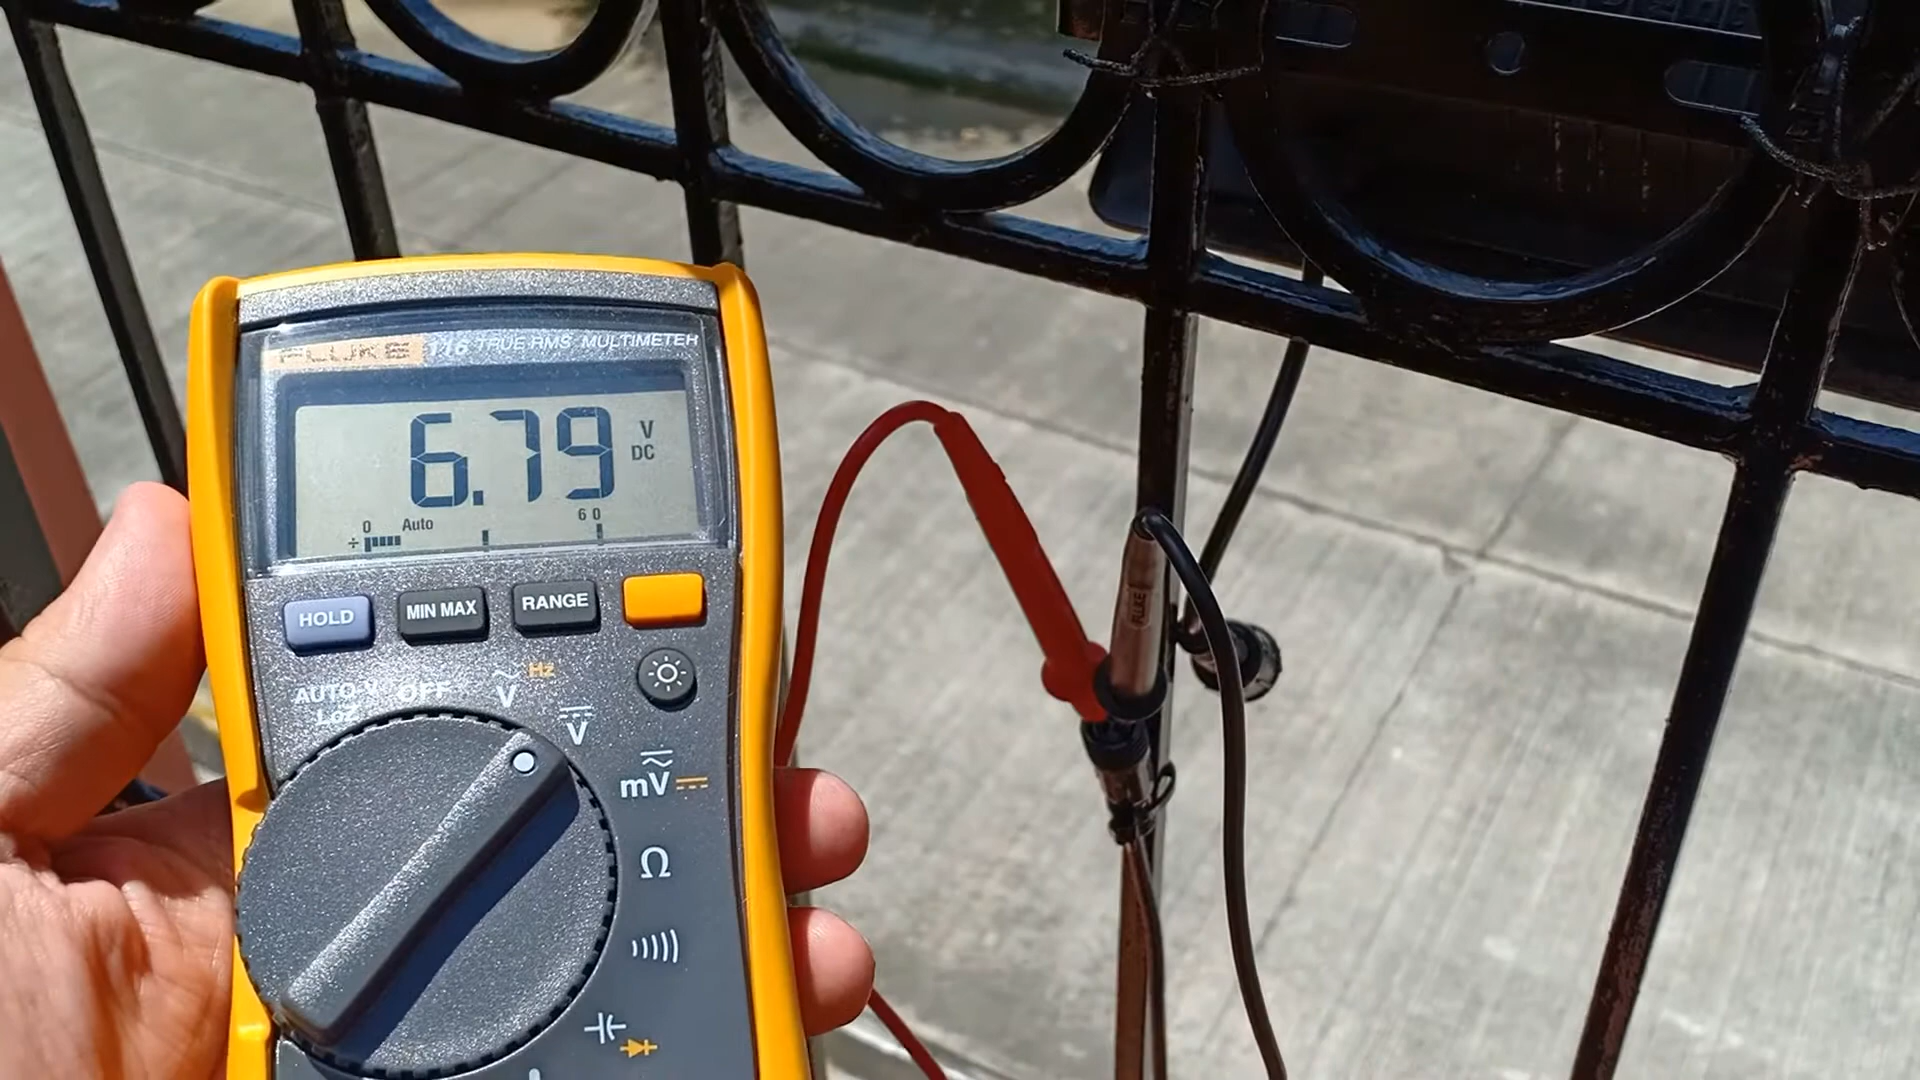 FLUKE 116 TRUE RMS MULTIMETER
6.79 V
DC
0 Auto 60
HOLD MIN MAX RANGE
AUTO-V OFF V Hz
LoZ
V
mV
Ω
FLUKE